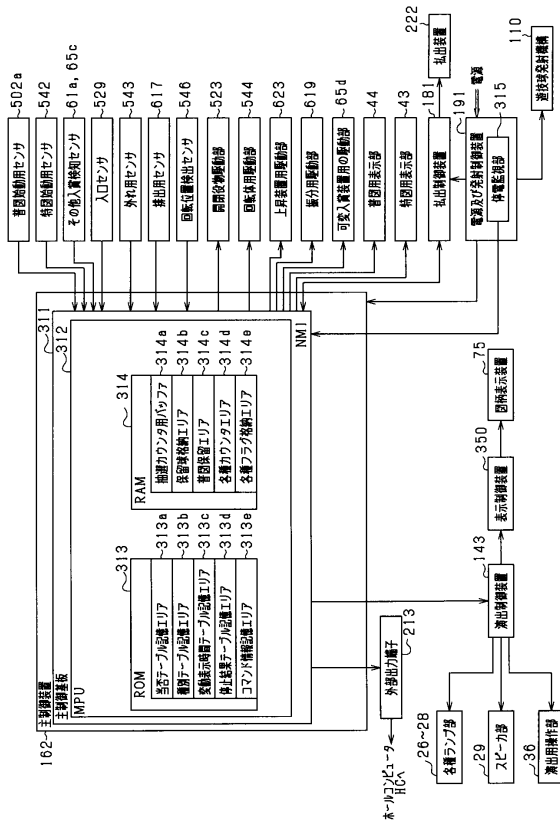 502a
普図始動用センサ
542
特図始動用センサ
61a, 65c
その他入賞検知センサ
529
入口センサ
543
外れ用センサ
617
排出用センサ
546
回転位置検出センサ
523
開閉役物駆動部
544
回転体用駆動部
623
上昇装置用駆動部
619
振分用駆動部
65d
可変入賞装置用の駆動部
44
普図用表示部
43
特図用表示部
222
払出装置
181
払出制御装置
191
電源
電源及び発射制御装置
315
停電監視部
110
遊技球発射機構
162
主制御装置
311
主制御基板
312
MPU
NMI
313
ROM
当否テーブル記憶エリア
313a
種別テーブル記憶エリア
313b
変動表示時間テーブル記憶エリア
313c
停止結果テーブル記憶エリア
313d
コマンド情報記憶エリア
313e
314
RAM
抽選カウンタ用バッファ
314a
保留球格納エリア
314b
普図保留エリア
314c
各種カウンタエリア
314d
各種フラグ格納エリア
314e
外部出力端子
213
ホールコンピュータ
HCへ
143
演出制御装置
350
表示制御装置
75
図柄表示装置
26~28
各種ランプ部
29
スピーカ部
36
演出用操作部